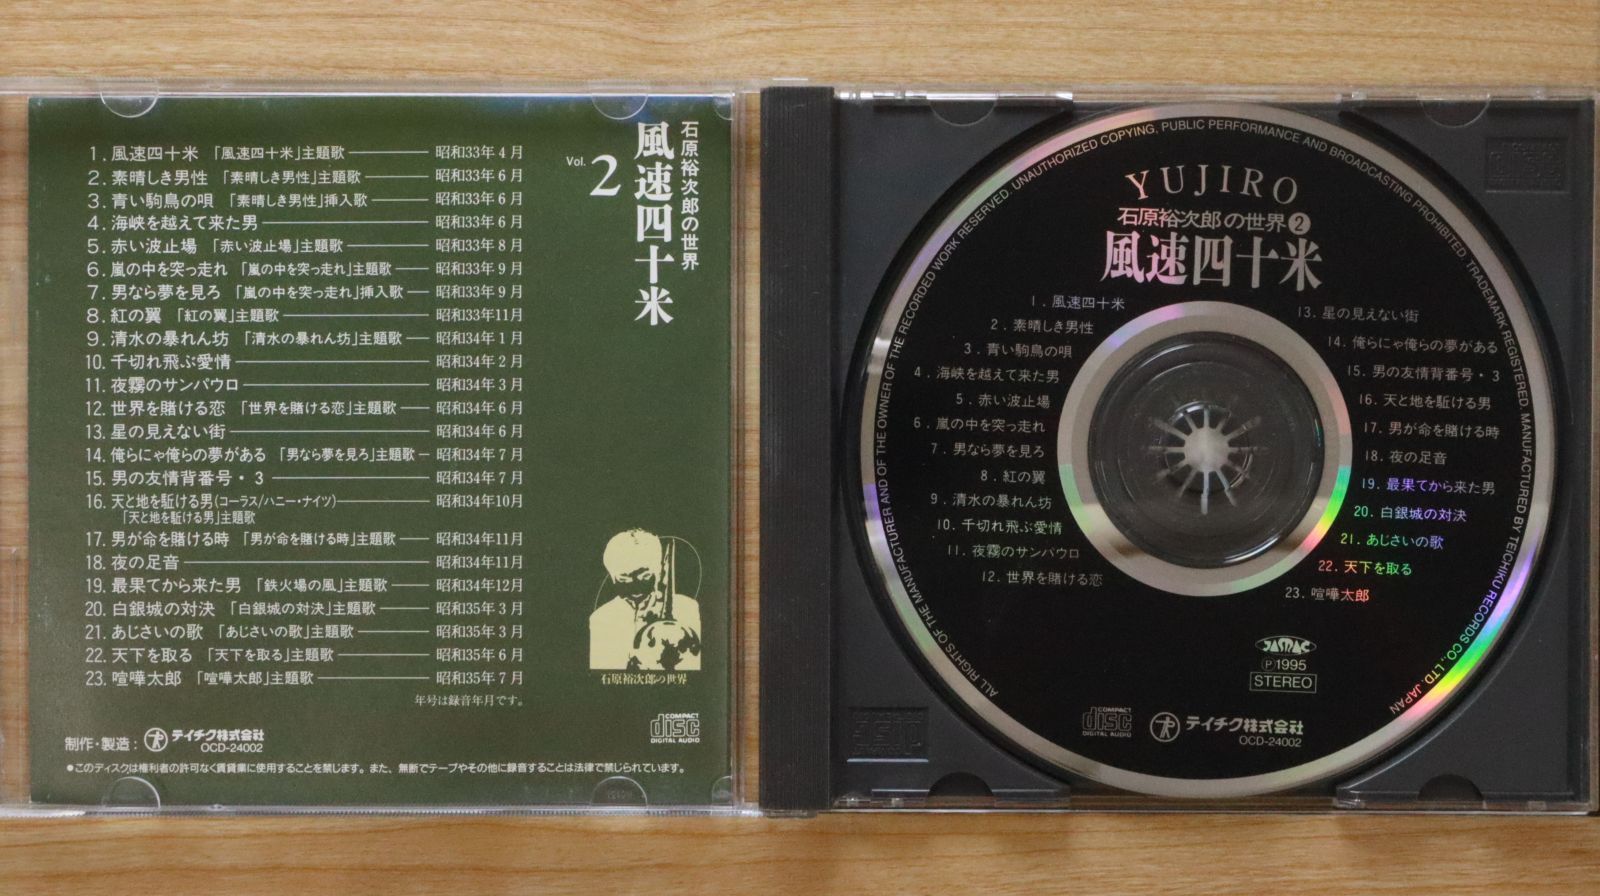 石原裕次郎の世界
風速四十米
Vol. 2
1. 風速四十米 「風速四十米」主題歌 昭和33年4月
2. 素晴しき男性 「素晴しき男性」主題歌 昭和33年6月
3. 青い駒鳥の唄 「素晴しき男性」挿入歌 昭和33年6月
4. 海峡を越えて来た男 昭和33年6月
5. 赤い波止場 「赤い波止場」主題歌 昭和33年8月
6. 嵐の中を突っ走れ 「嵐の中を突っ走れ」主題歌 昭和33年9月
7. 男なら夢を見ろ 「嵐の中を突っ走れ」挿入歌 昭和33年9月
8. 紅の翼 「紅の翼」主題歌 昭和33年11月
9. 清水の暴れん坊 「清水の暴れん坊」主題歌 昭和34年1月
10. 千切れ飛ぶ愛情 昭和34年2月
11. 夜霧のサンパウロ 昭和34年3月
12. 世界を賭ける恋 「世界を賭ける恋」主題歌 昭和34年6月
13. 星の見えない街 昭和34年6月
14. 俺らにゃ俺らの夢がある 「男なら夢を見ろ」主題歌 昭和34年7月
15. 男の友情背番号・3 昭和34年7月
16. 天と地を駈ける男(コーラス/ハニー・ナイツ) 昭和34年10月
「天と地を駈ける男」主題歌
17. 男が命を賭ける時 「男が命を賭ける時」主題歌 昭和34年11月
18. 夜の足音 昭和34年11月
19. 最果てから来た男 「鉄火場の風」主題歌 昭和34年12月
20. 白銀城の対決 「白銀城の対決」主題歌 昭和35年3月
21. あじさいの歌 「あじさいの歌」主題歌 昭和35年3月
22. 天下を取る 「天下を取る」主題歌 昭和35年6月
23. 喧嘩太郎 「喧嘩太郎」主題歌 昭和35年7月
年号は録音年月です。
石原裕次郎の世界
制作・製造：テイチク株式会社
OCD-24002
COMPACT disc DIGITAL AUDIO
●このディスクは権利者の許可なく賃貸業に使用することを禁じます。また、無断でテープやその他に録音することは法律で禁じられています。
ALL RIGHTS OF THE MANUFACTURER AND OF THE OWNER OF THE RECORDED WORK RESERVED. UNAUTHORIZED COPYING, PUBLIC PERFORMANCE AND BROADCASTING PROHIBITED. TRADEMARK REGISTERED. MANUFACTURED BY TEICHIKU RECORDS CO., LTD. JAPAN
YUJIRO
石原裕次郎の世界 2
風速四十米
1. 風速四十米
2. 素晴しき男性
3. 青い駒鳥の唄
4. 海峡を越えて来た男
5. 赤い波止場
6. 嵐の中を突っ走れ
7. 男なら夢を見ろ
8. 紅の翼
9. 清水の暴れん坊
10. 千切れ飛ぶ愛情
11. 夜霧のサンパウロ
12. 世界を賭ける恋
13. 星の見えない街
14. 俺らにゃ俺らの夢がある
15. 男の友情背番号・3
16. 天と地を駈ける男
17. 男が命を賭ける時
18. 夜の足音
19. 最果てから来た男
20. 白銀城の対決
21. あじさいの歌
22. 天下を取る
23. 喧嘩太郎
JASRAC
Ⓟ1995
STEREO
COMPACT disc DIGITAL AUDIO
テイチク株式会社
OCD-24002